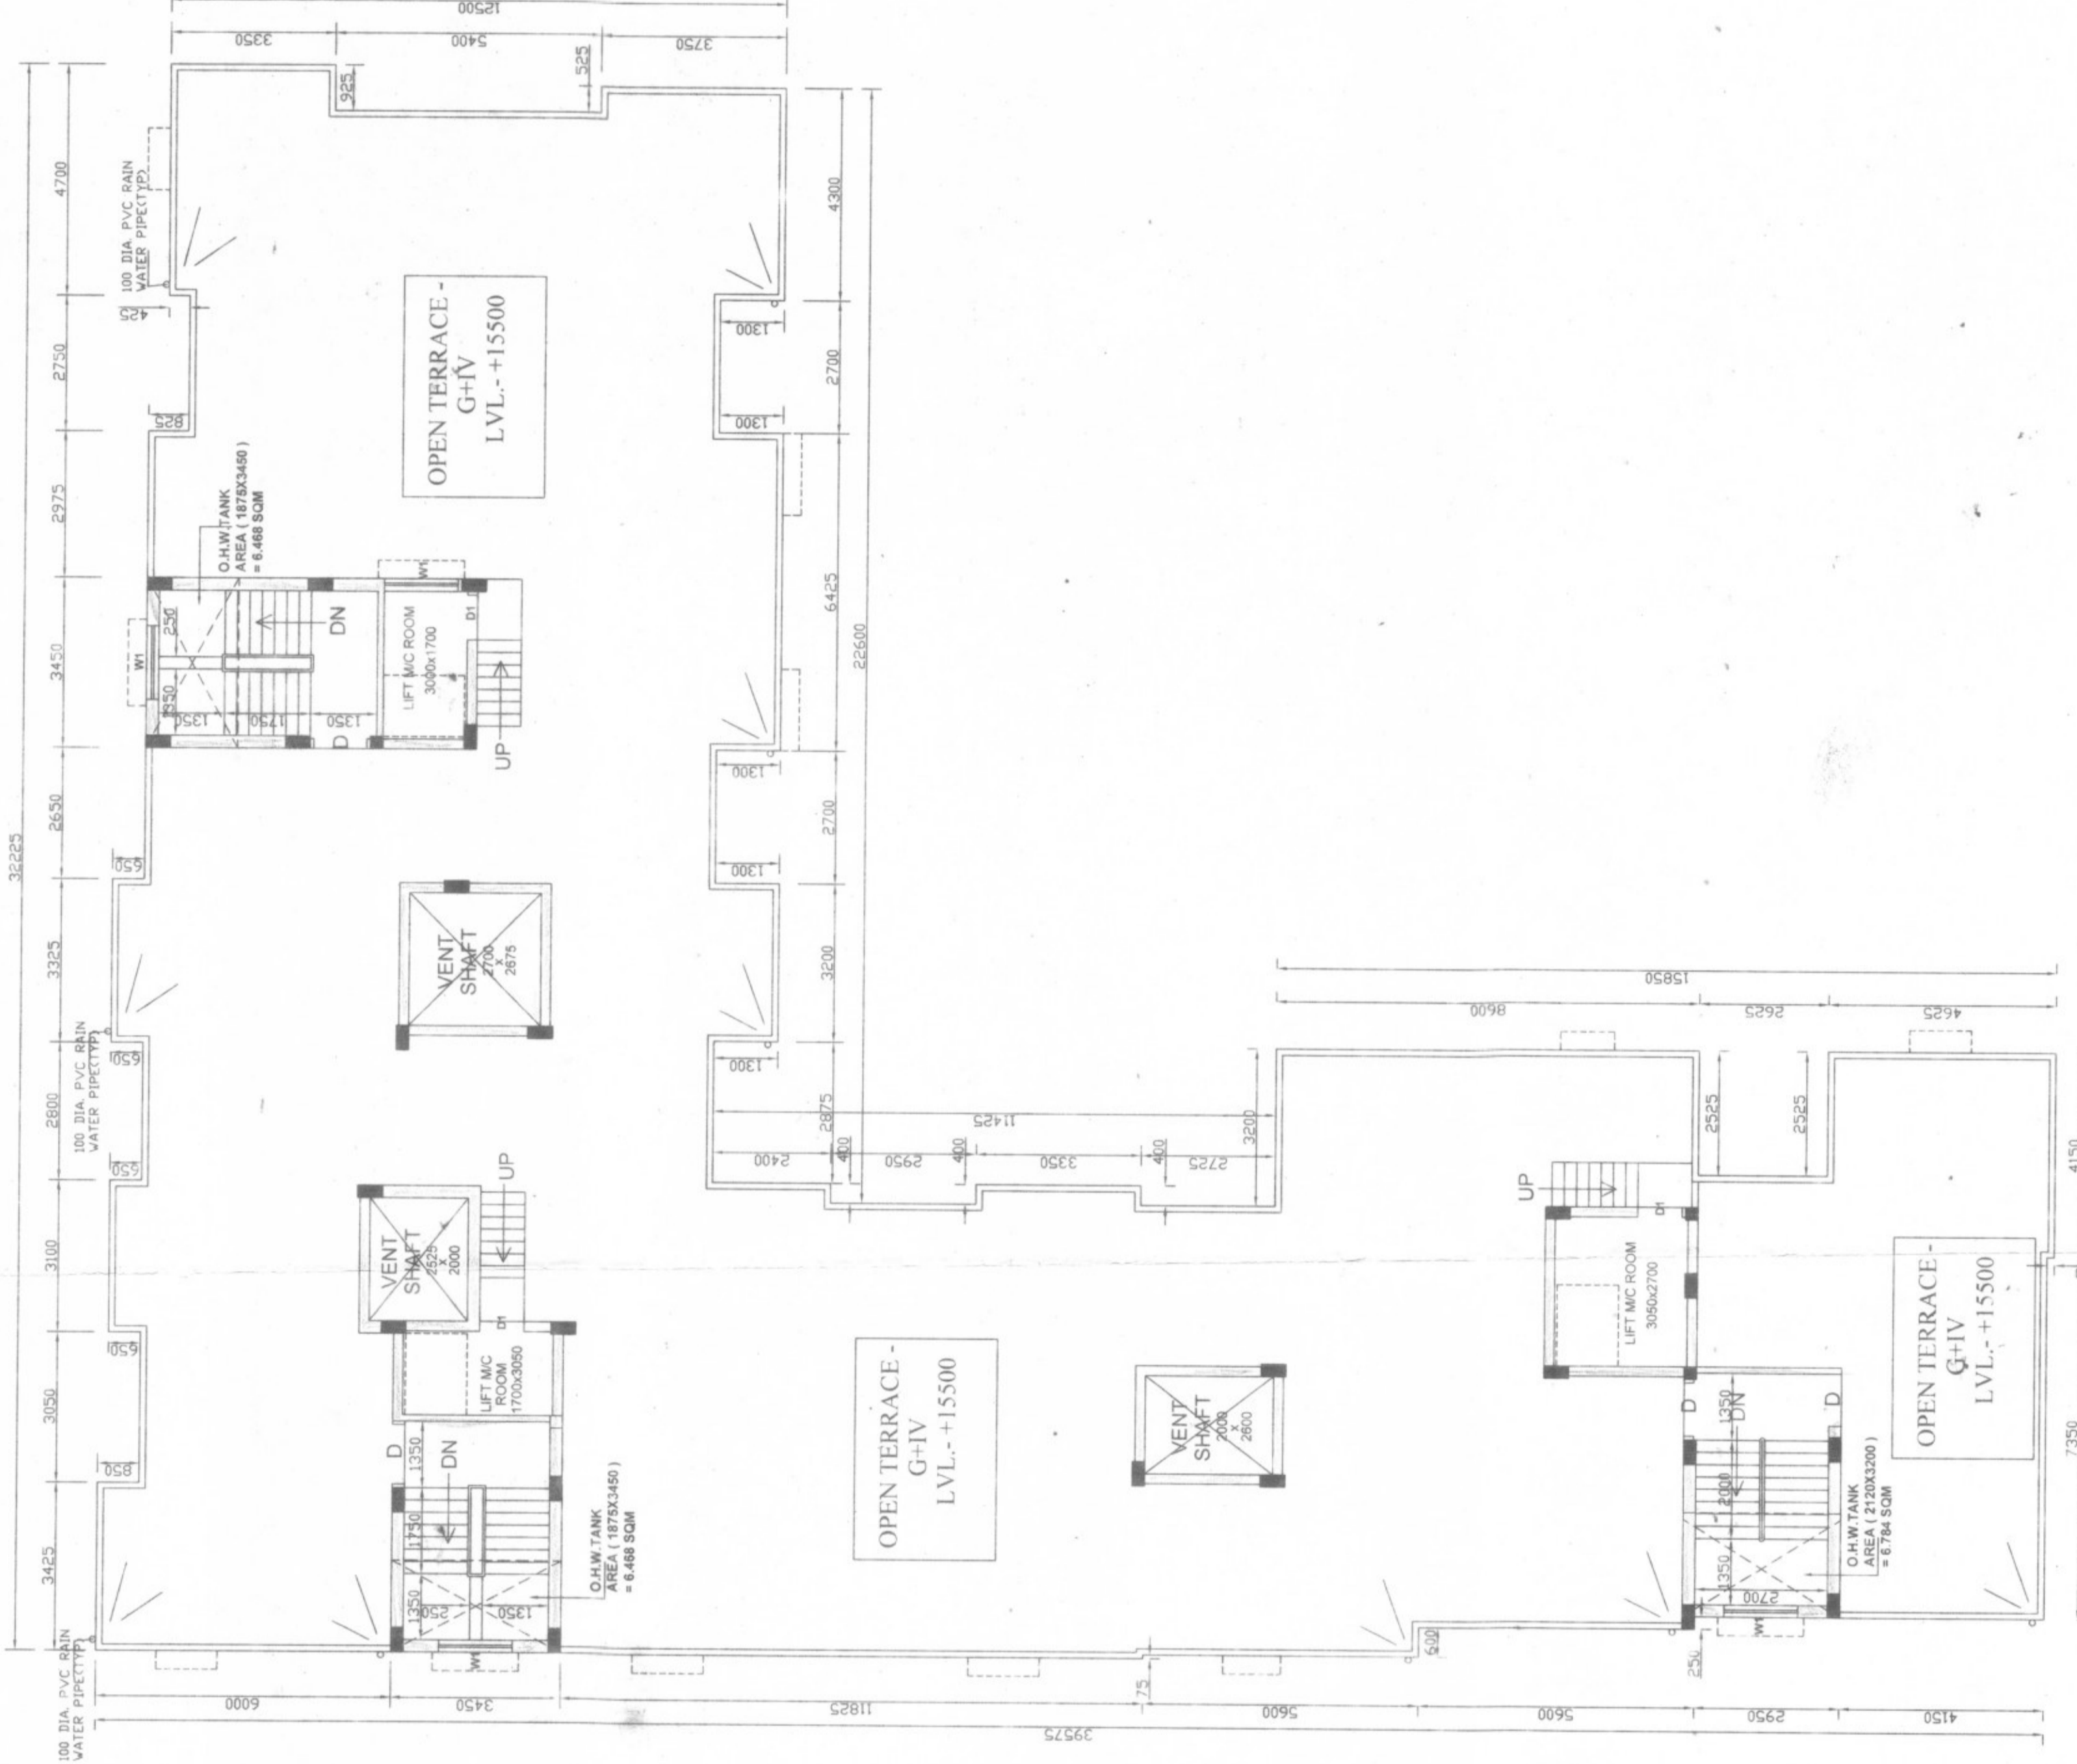 12500
3350
5400
3750
925
525
32225
4700
2750
2975
3450
2650
3325
2800
3100
3050
3425
100 DIA. PVC RAIN
WATER PIPE(TYP)
425
825
O.H.W.TANK
AREA ( 1875X3450 )
= 6.468 SQM
W1
250
1350
1350
1750
1350
DN
D
LIFT M/C ROOM
3000x1700
W1
D1
UP
OPEN TERRACE -
G+IV
LVL.- +15500
4300
2700
6425
2700
3200
2875
22600
1300
1300
1300
1300
1300
650
650
650
650
850
100 DIA. PVC RAIN
WATER PIPE(TYP)
VENT
SHAFT
2700
x
2675
VENT
SHAFT
2525
x
2000
UP
D1
LIFT M/C
ROOM
1700x3050
D
DN
1350
1750
1350
250
1350
W1
O.H.W.TANK
AREA ( 1875X3450 )
= 6.468 SQM
100 DIA. PVC RAIN
WATER PIPE(TYP)
11425
2400
2950
3350
2725
400
400
400
3200
15850
8600
2625
4625
2525
2525
4150
7350
OPEN TERRACE -
G+IV
LVL.- +15500
VENT
SHAFT
2000
x
2600
UP
D1
LIFT M/C ROOM
3050x2700
D
D
DN
1350
2000
1350
2700
W1
O.H.W.TANK
AREA ( 2120X3200 )
= 6.784 SQM
OPEN TERRACE -
G+IV
LVL.- +15500
75
600
250
6000
3450
11825
5600
5600
2950
4150
39575